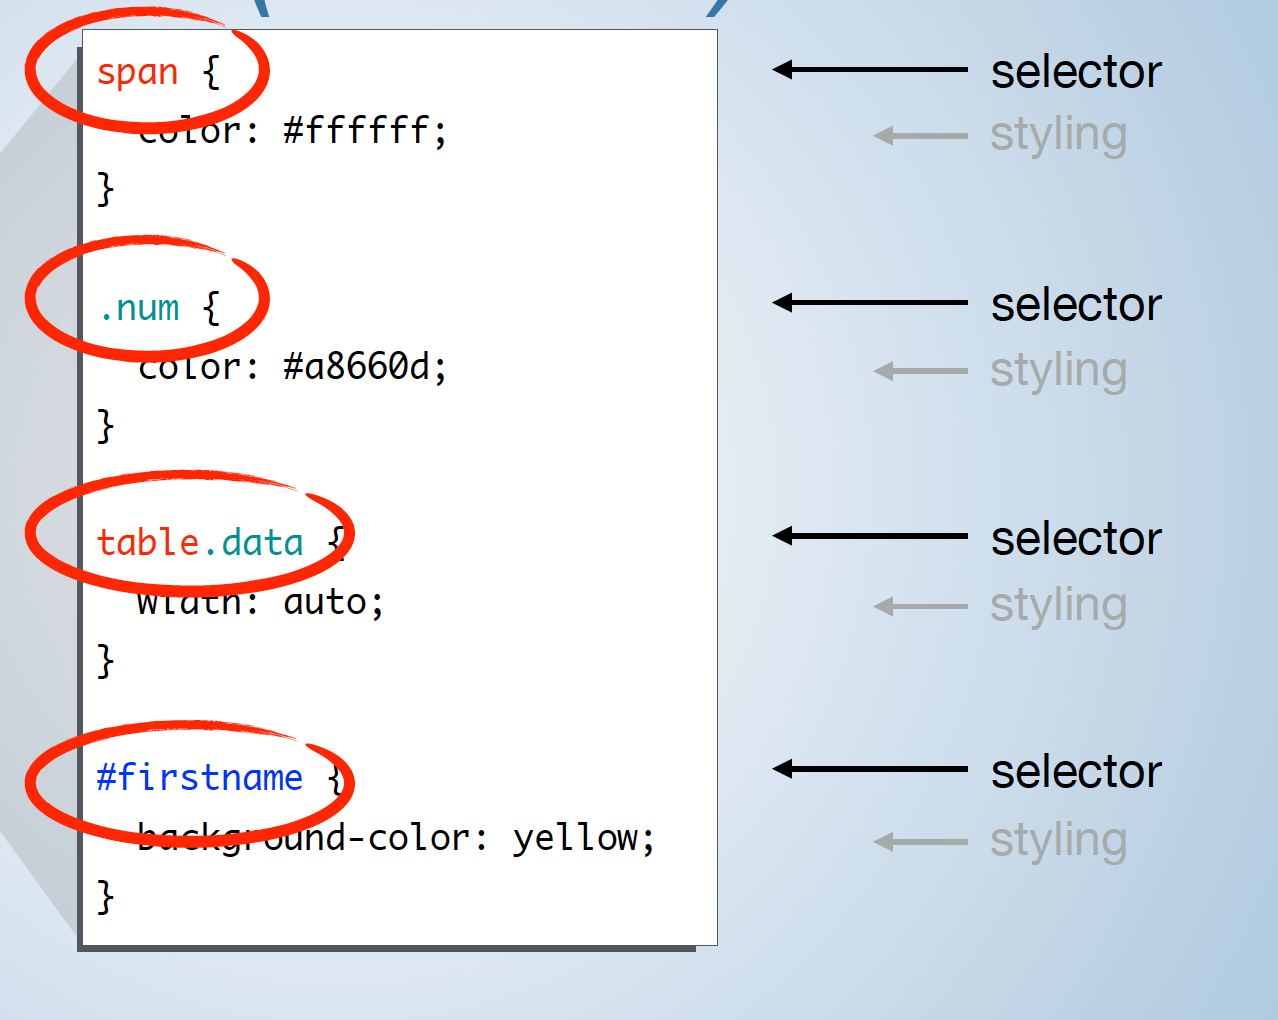 span {
color: #ffffff;
}
.num {
color: #a8660d;
}
table.data {
width: auto;
}
#firstname {
background-color: yellow;
}
selector
styling
selector
styling
selector
styling
selector
styling